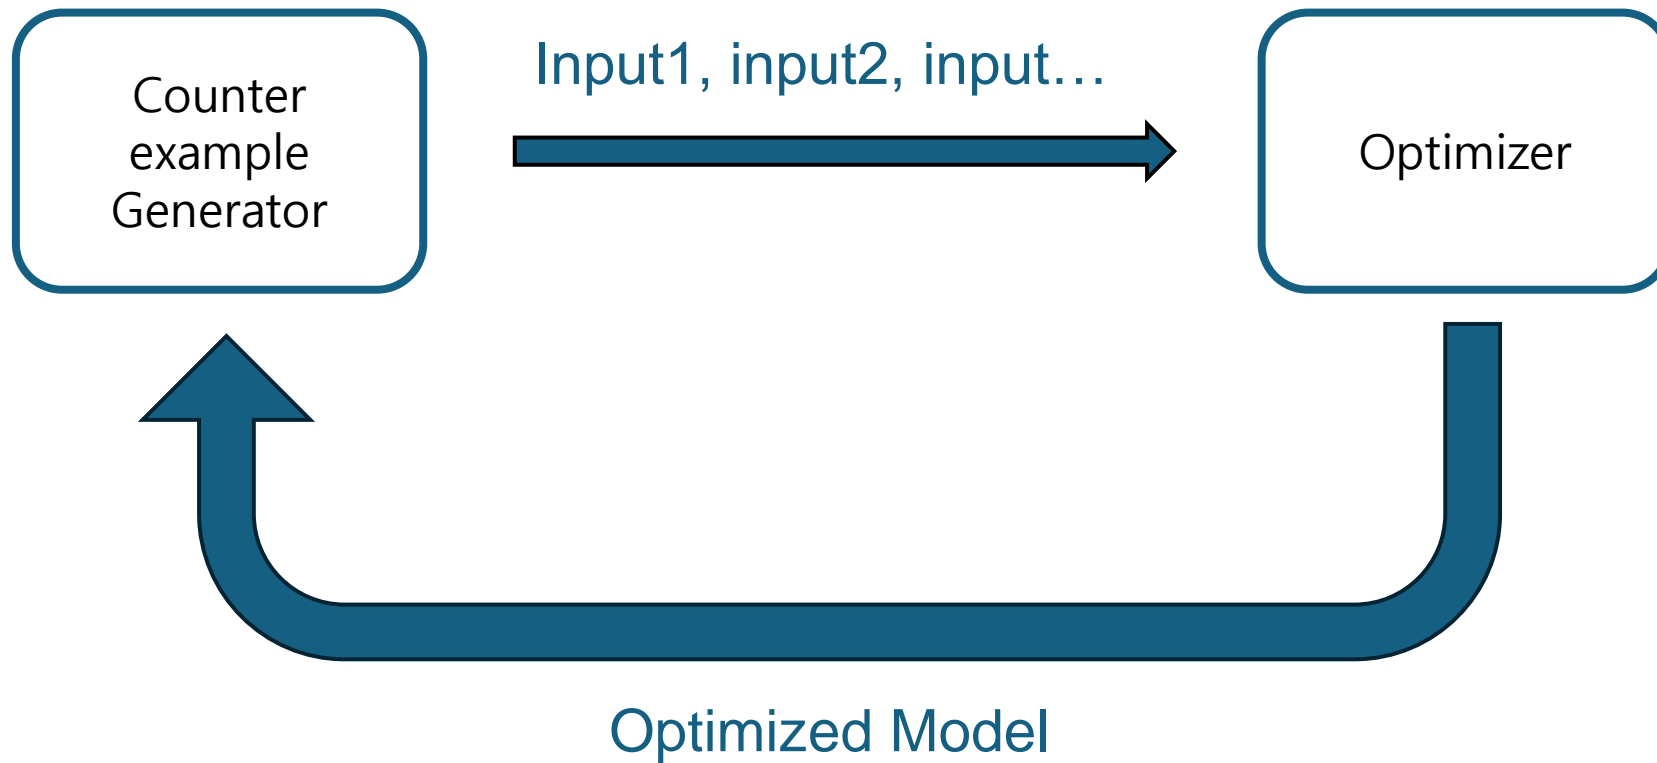 Counter
example
Generator
Input1, input2, input…
Optimizer
Optimized Model